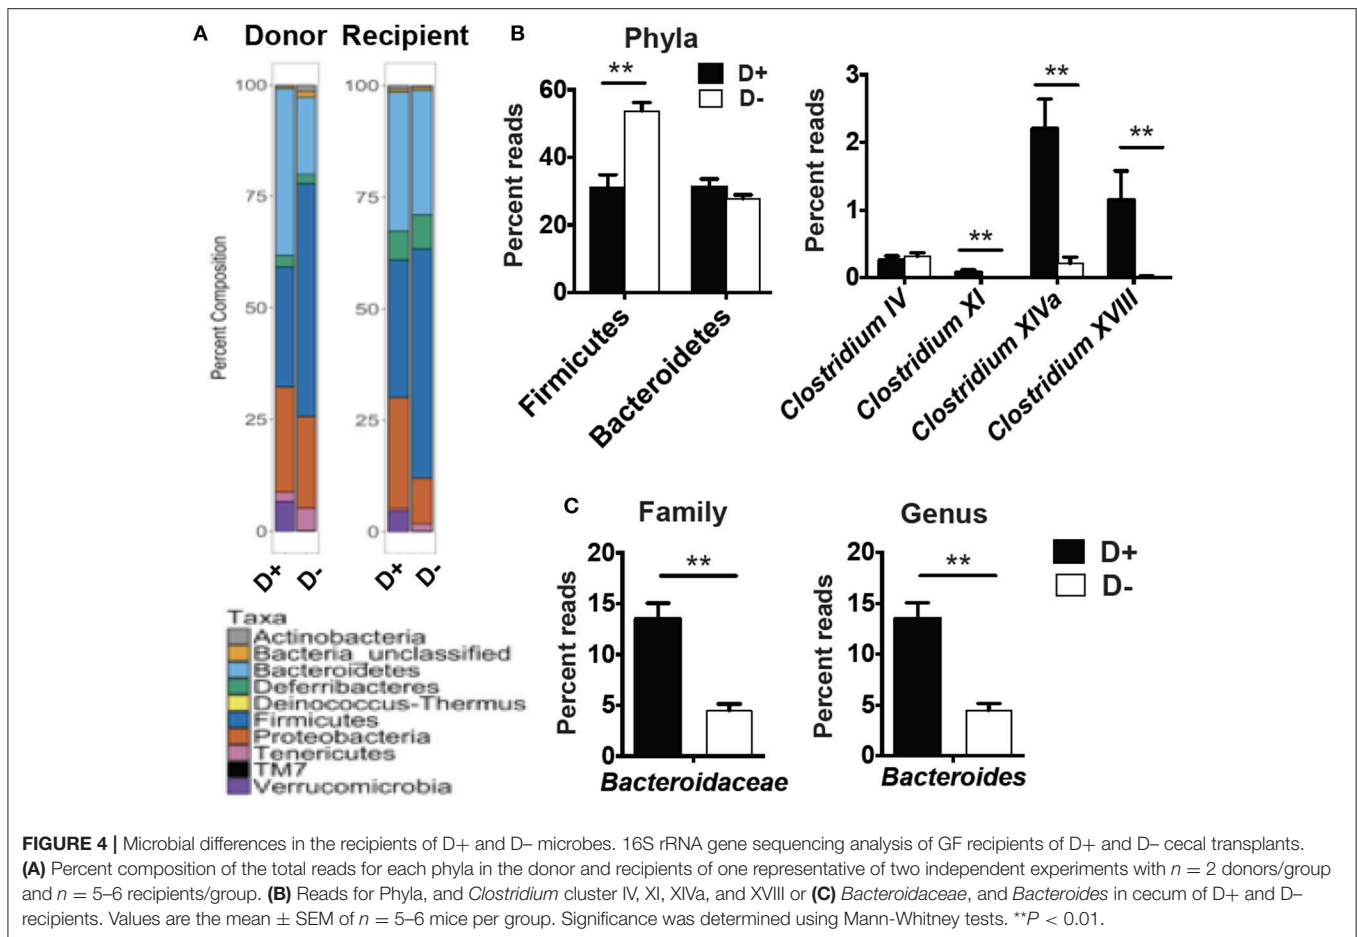 A Donor Recipient
100
75
50
25
0
Percent Composition
D+ D-
100
75
50
25
0
D+ D-
Taxa
Actinobacteria
Bacteria_unclassified
Bacteroidetes
Deferribacteres
Deinococcus-Thermus
Firmicutes
Proteobacteria
Tenericutes
TM7
Verrucomicrobia
B Phyla
D+
D-
**
60
40
20
0
Percent reads
Firmicutes
Bacteroidetes
3
2
1
0
Percent reads
**
**
**
Clostridium IV
Clostridium XI
Clostridium XIVa
Clostridium XVIII
C Family
20
15
10
5
0
Percent reads
**
Bacteroidaceae
Genus
20
15
10
5
0
Percent reads
**
Bacteroides
D+
D-
FIGURE 4 | Microbial differences in the recipients of D+ and D– microbes. 16S rRNA gene sequencing analysis of GF recipients of D+ and D– cecal transplants.
(A) Percent composition of the total reads for each phyla in the donor and recipients of one representative of two independent experiments with n = 2 donors/group
and n = 5–6 recipients/group. (B) Reads for Phyla, and Clostridium cluster IV, XI, XIVa, and XVIII or (C) Bacteroidaceae, and Bacteroides in cecum of D+ and D–
recipients. Values are the mean ± SEM of n = 5–6 mice per group. Significance was determined using Mann-Whitney tests. **P < 0.01.